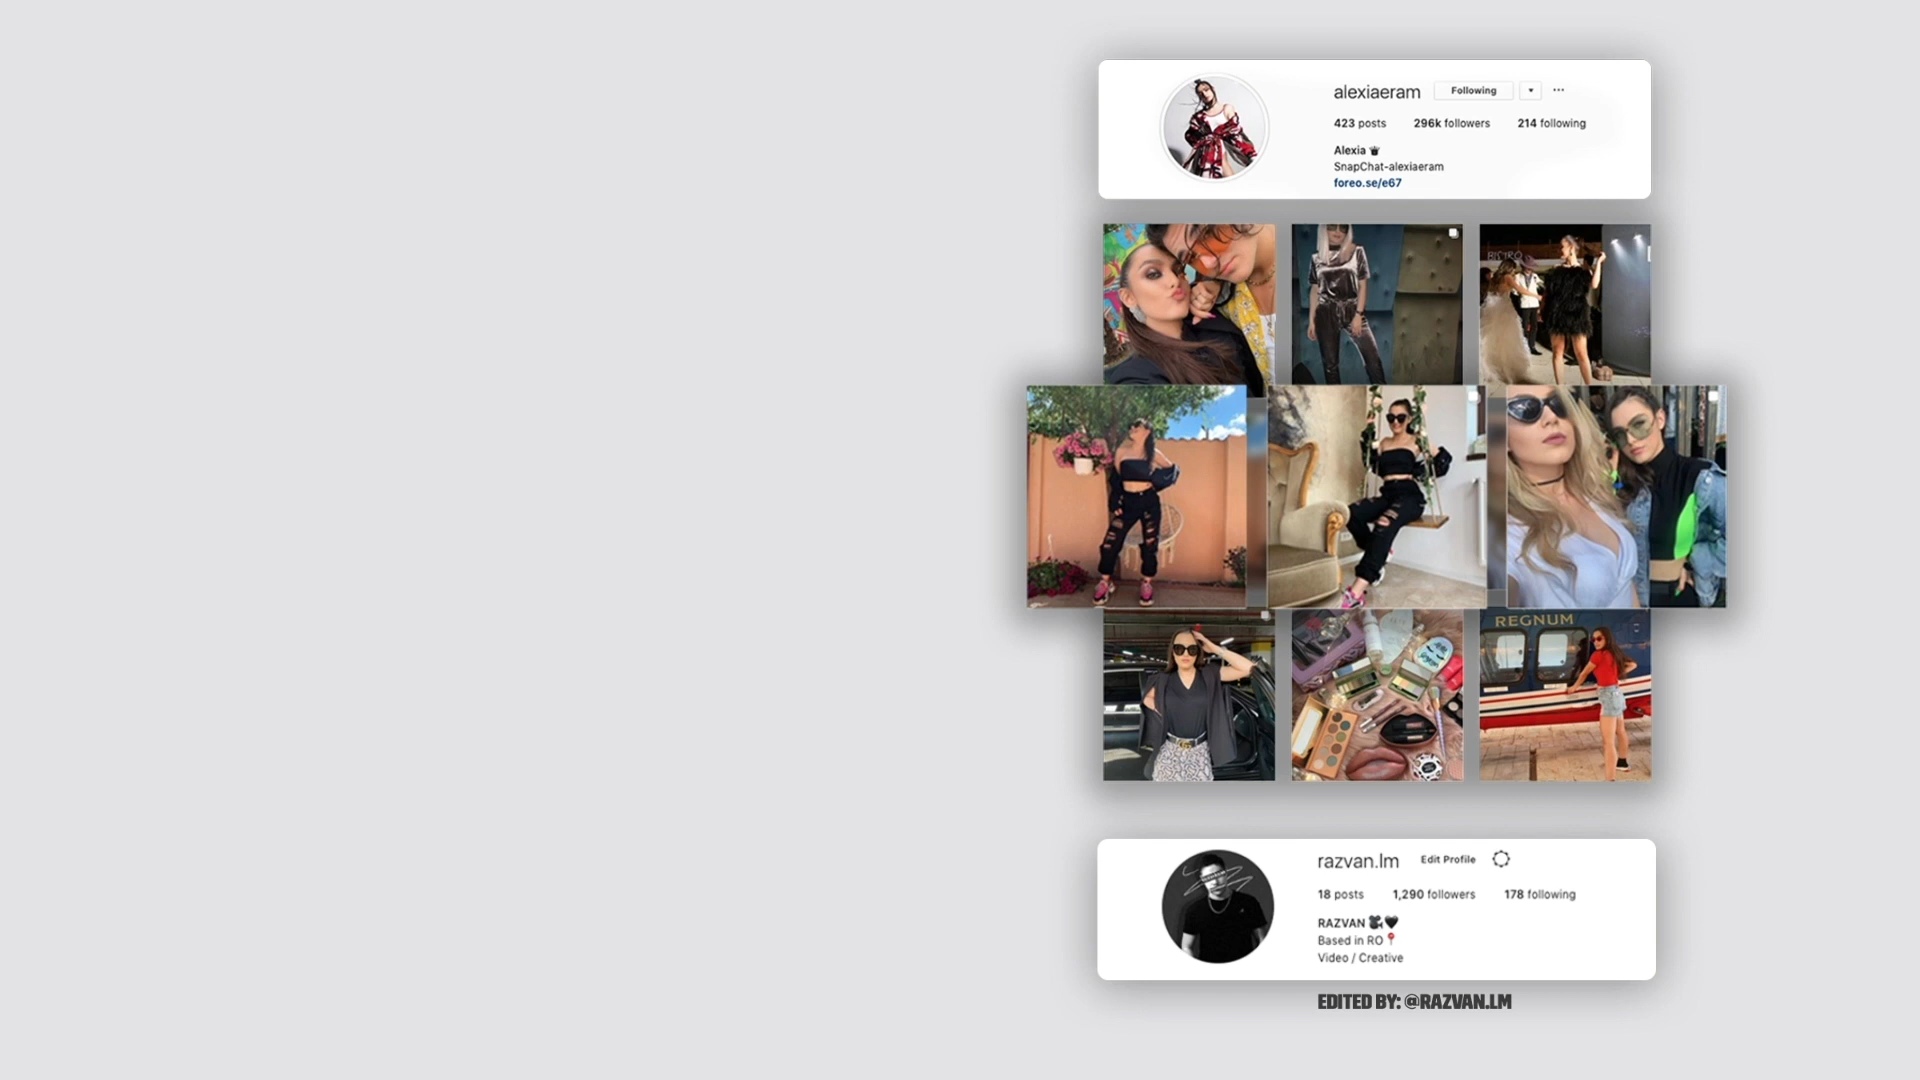 alexiaeram Following
423 posts 296k followers 214 following
Alexia
SnapChat-alexiaeram
foreo.se/e67
BISTRO
REGNUM
razvan.lm Edit Profile
18 posts 1,290 followers 178 following
RAZVAN
Based in RO
Video / Creative
EDITED BY: @RAZVAN.LM